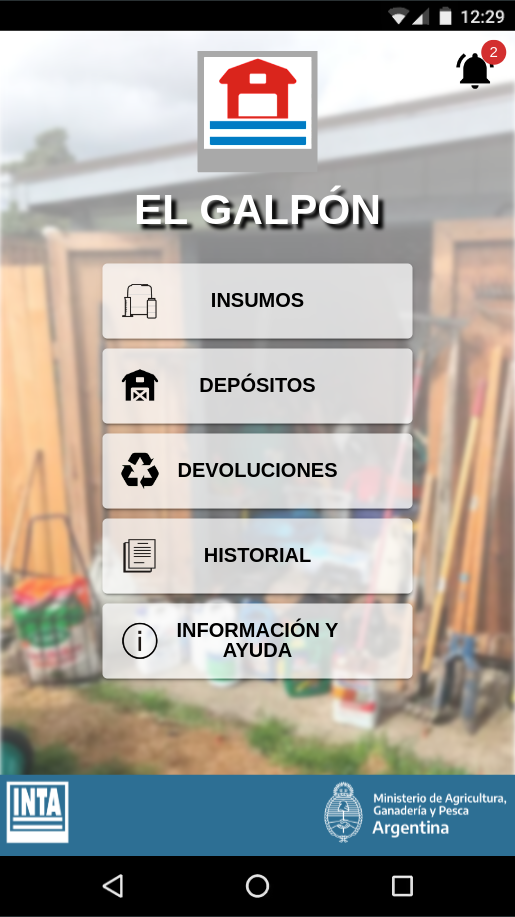 12:29
2
EL GALPÓN
INSUMOS
DEPÓSITOS
DEVOLUCIONES
HISTORIAL
INFORMACIÓN Y
AYUDA
INTA
Ministerio de Agricultura,
Ganadería y Pesca
Argentina